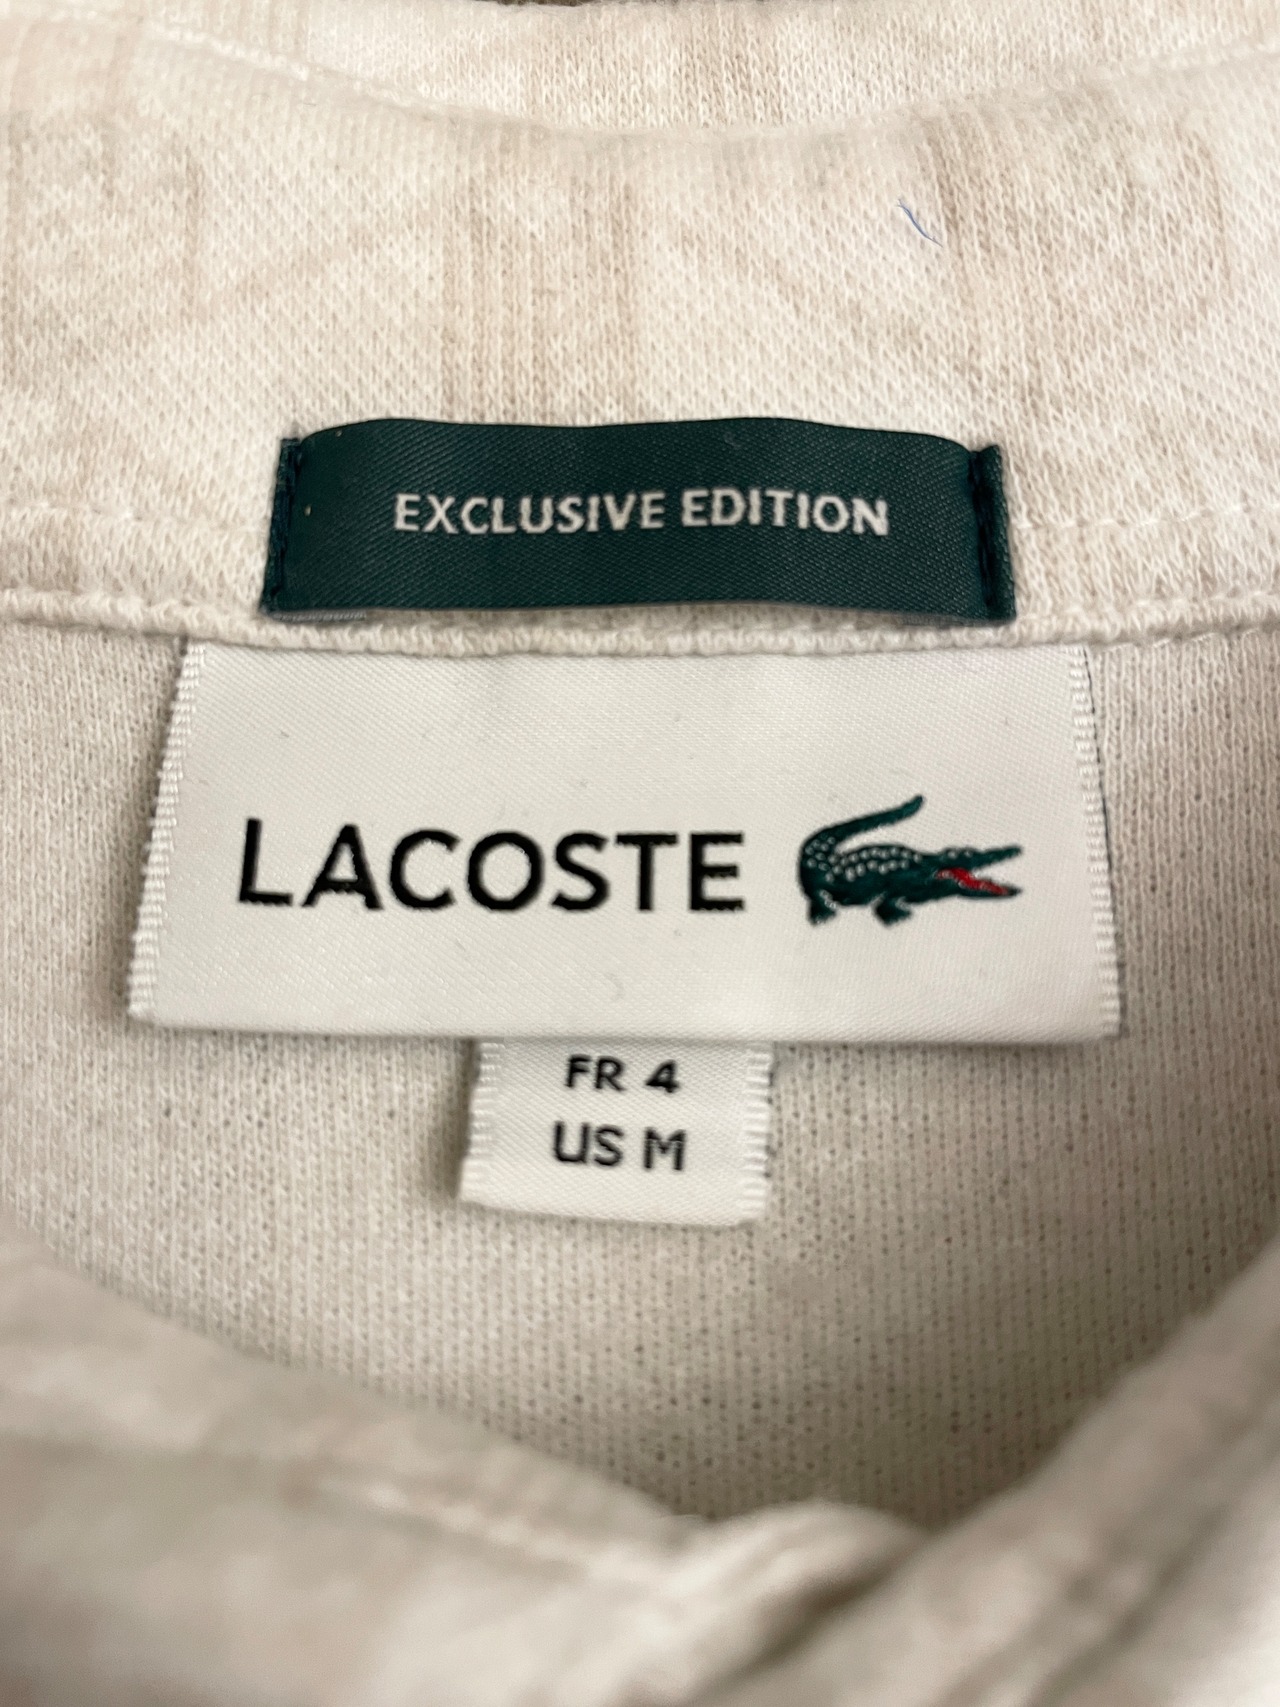 EXCLUSIVE EDITION
LACOSTE
FR 4
US M